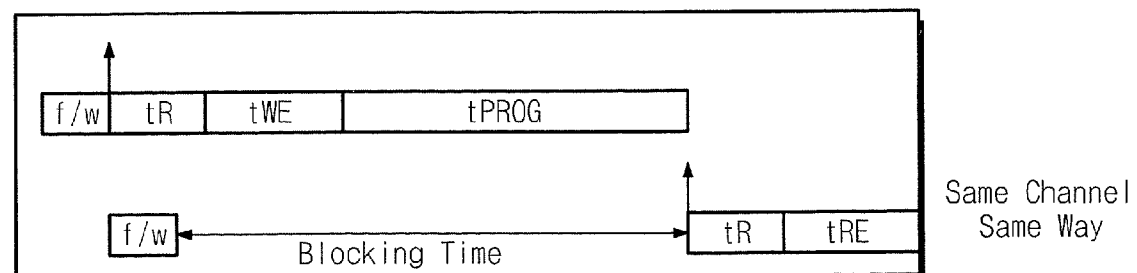 f/w tR tWE tPROG
f/w Blocking Time tR tRE
Same Channel
Same Way